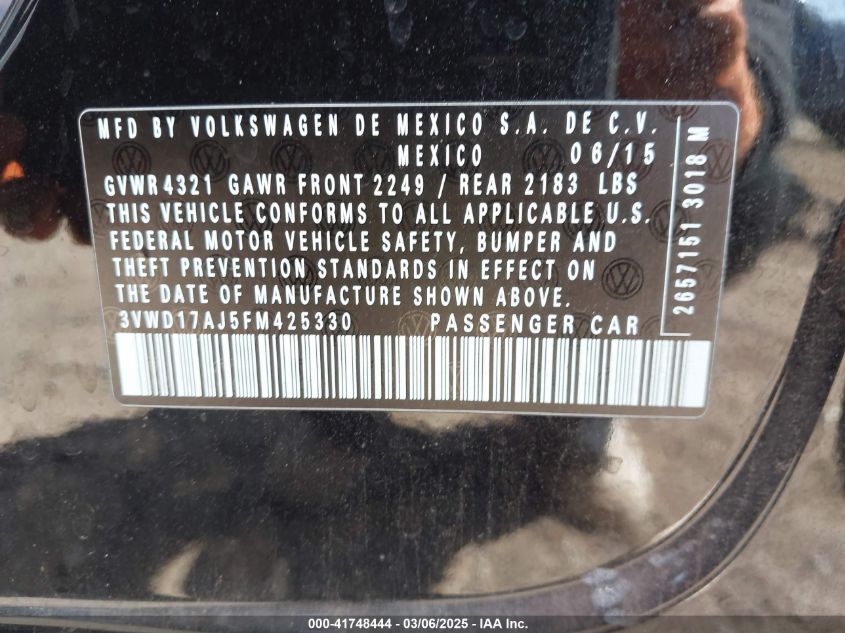 MFD BY VOLKSWAGEN DE MEXICO S.A. DE C.V.
MEXICO 06/15
GVWR 4321 GAWR FRONT 2249 / REAR 2183 LBS
THIS VEHICLE CONFORMS TO ALL APPLICABLE U.S.
FEDERAL MOTOR VEHICLE SAFETY, BUMPER AND
THEFT PREVENTION STANDARDS IN EFFECT ON
THE DATE OF MANUFACTURE SHOWN ABOVE.
3VWD17AJ5FM425330 PASSENGER CAR
2657151 3018 M
000-41748444 — 03/06/2025 - IAA Inc.